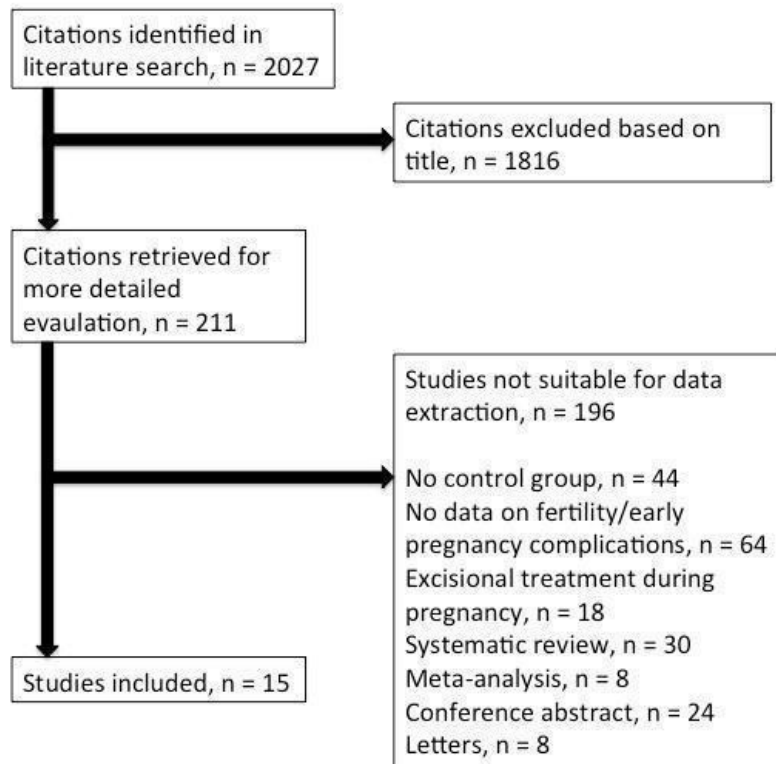 Citations identified in
literature search, n = 2027
Citations excluded based on
title, n = 1816
Citations retrieved for
more detailed
evaulation, n = 211
Studies not suitable for data
extraction, n = 196
No control group, n = 44
No data on fertility/early
pregnancy complications, n = 64
Excisional treatment during
pregnancy, n = 18
Systematic review, n = 30
Meta-analysis, n = 8
Conference abstract, n = 24
Letters, n = 8
Studies included, n = 15